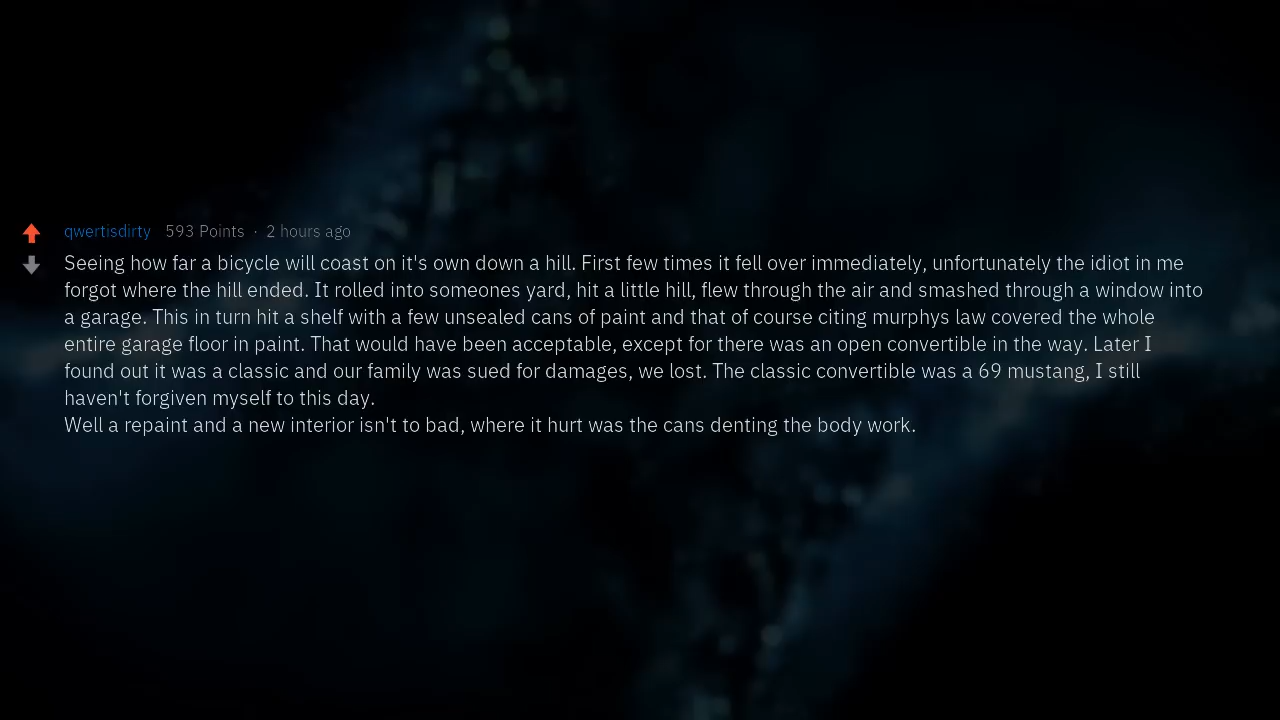 qwertisdirty 593 Points · 2 hours ago
Seeing how far a bicycle will coast on it's own down a hill. First few times it fell over immediately, unfortunately the idiot in me
forgot where the hill ended. It rolled into someones yard, hit a little hill, flew through the air and smashed through a window into
a garage. This in turn hit a shelf with a few unsealed cans of paint and that of course citing murphys law covered the whole
entire garage floor in paint. That would have been acceptable, except for there was an open convertible in the way. Later I
found out it was a classic and our family was sued for damages, we lost. The classic convertible was a 69 mustang, I still
haven't forgiven myself to this day.
Well a repaint and a new interior isn't to bad, where it hurt was the cans denting the body work.